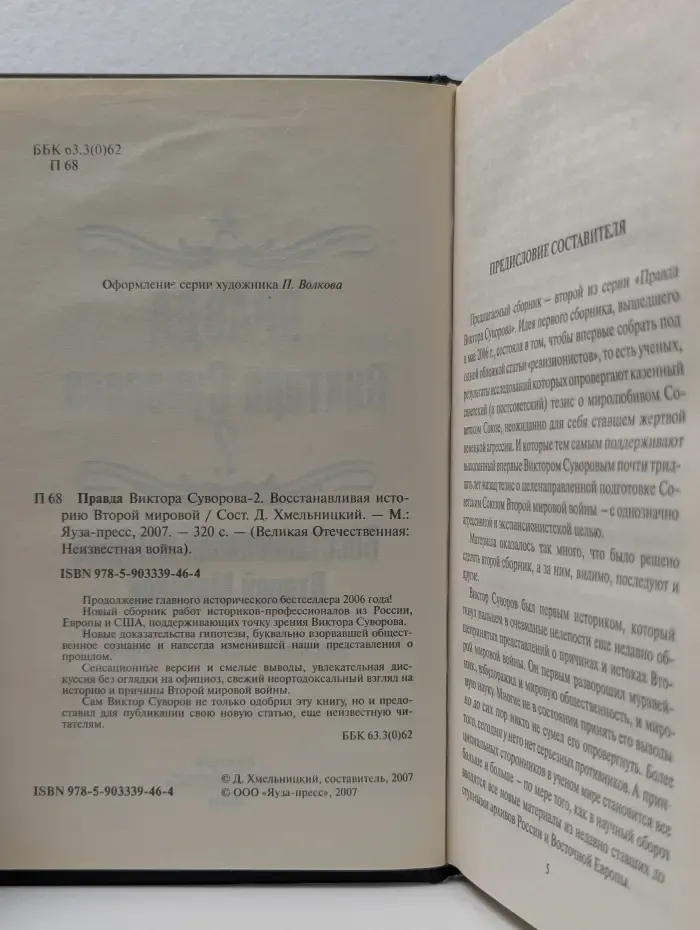 ББК 63.3(0)62
П 68
Оформление серии художника П. Волкова
П 68 Правда Виктора Суворова-2. Восстанавливая исто-
рию Второй мировой / Сост. Д. Хмельницкий. — М.:
Яуза-пресс, 2007. — 320 с. — (Великая Отечественная:
Неизвестная война).
ISBN 978-5-903339-46-4
Продолжение главного исторического бестселлера 2006 года!
Новый сборник работ историков-профессионалов из России,
Европы и США, поддерживающих точку зрения Виктора Суворова.
Новые доказательства гипотезы, буквально взорвавшей общест-
венное сознание и навсегда изменившей наши представления о
прошлом.
Сенсационные версии и смелые выводы, увлекательная дис-
куссия без оглядки на официоз, свежий неортодоксальный взгляд на
историю и причины Второй мировой войны.
Сам Виктор Суворов не только одобрил эту книгу, но и предо-
ставил для публикации свою новую статью, еще неизвестную чи-
тателям.
ББК 63.3(0)62
© Д. Хмельницкий, составитель, 2007
ISBN 978-5-903339-46-4 © ООО «Яуза-пресс», 2007
ПРЕДИСЛОВИЕ СОСТАВИТЕЛЯ
Предлагаемый сборник – второй из серии «Правда
Виктора Суворова». Идея первого сборника, вышедшего
в мае 2006 г., состояла в том, чтобы впервые собрать под
одной обложкой статьи «ревизионистов», то есть ученых,
результаты исследований которых опровергают казенный
советский (и постсоветский) тезис о миролюбивом Со-
ветском Союзе, неожиданно для себя ставшем жертвой
немецкой агрессии. И которые тем самым поддерживают
высказанный впервые Виктором Суворовым почти трид-
цать лет назад тезис о целенаправленной подготовке Со-
ветским Союзом Второй мировой войны – с однозначно
агрессивной и экспансионистской целью.
Материала оказалось так много, что было решено
сделать второй сборник, а за ним, видимо, последуют и
другие.
Виктор Суворов был первым историком, который
ткнул пальцем в очевидные нелепости еще недавно об-
щепринятых представлений о причинах и истоках Вто-
рой мировой войны. Он первым разворошил муравей-
ник, взбудоражил и мировую общественность, и миро-
вую науку. Многие не в состоянии принять его выводы
но до сих пор никто не сумел его опровергнуть. Более
того, сегодня у него нет серьезных противников. А прин-
ципиальных сторонников в ученом мире становится все
больше и больше – по мере того, как в научный оборот
вводятся все новые материалы из недавно ставших до
ступными архивов России и Восточной Европы.
5